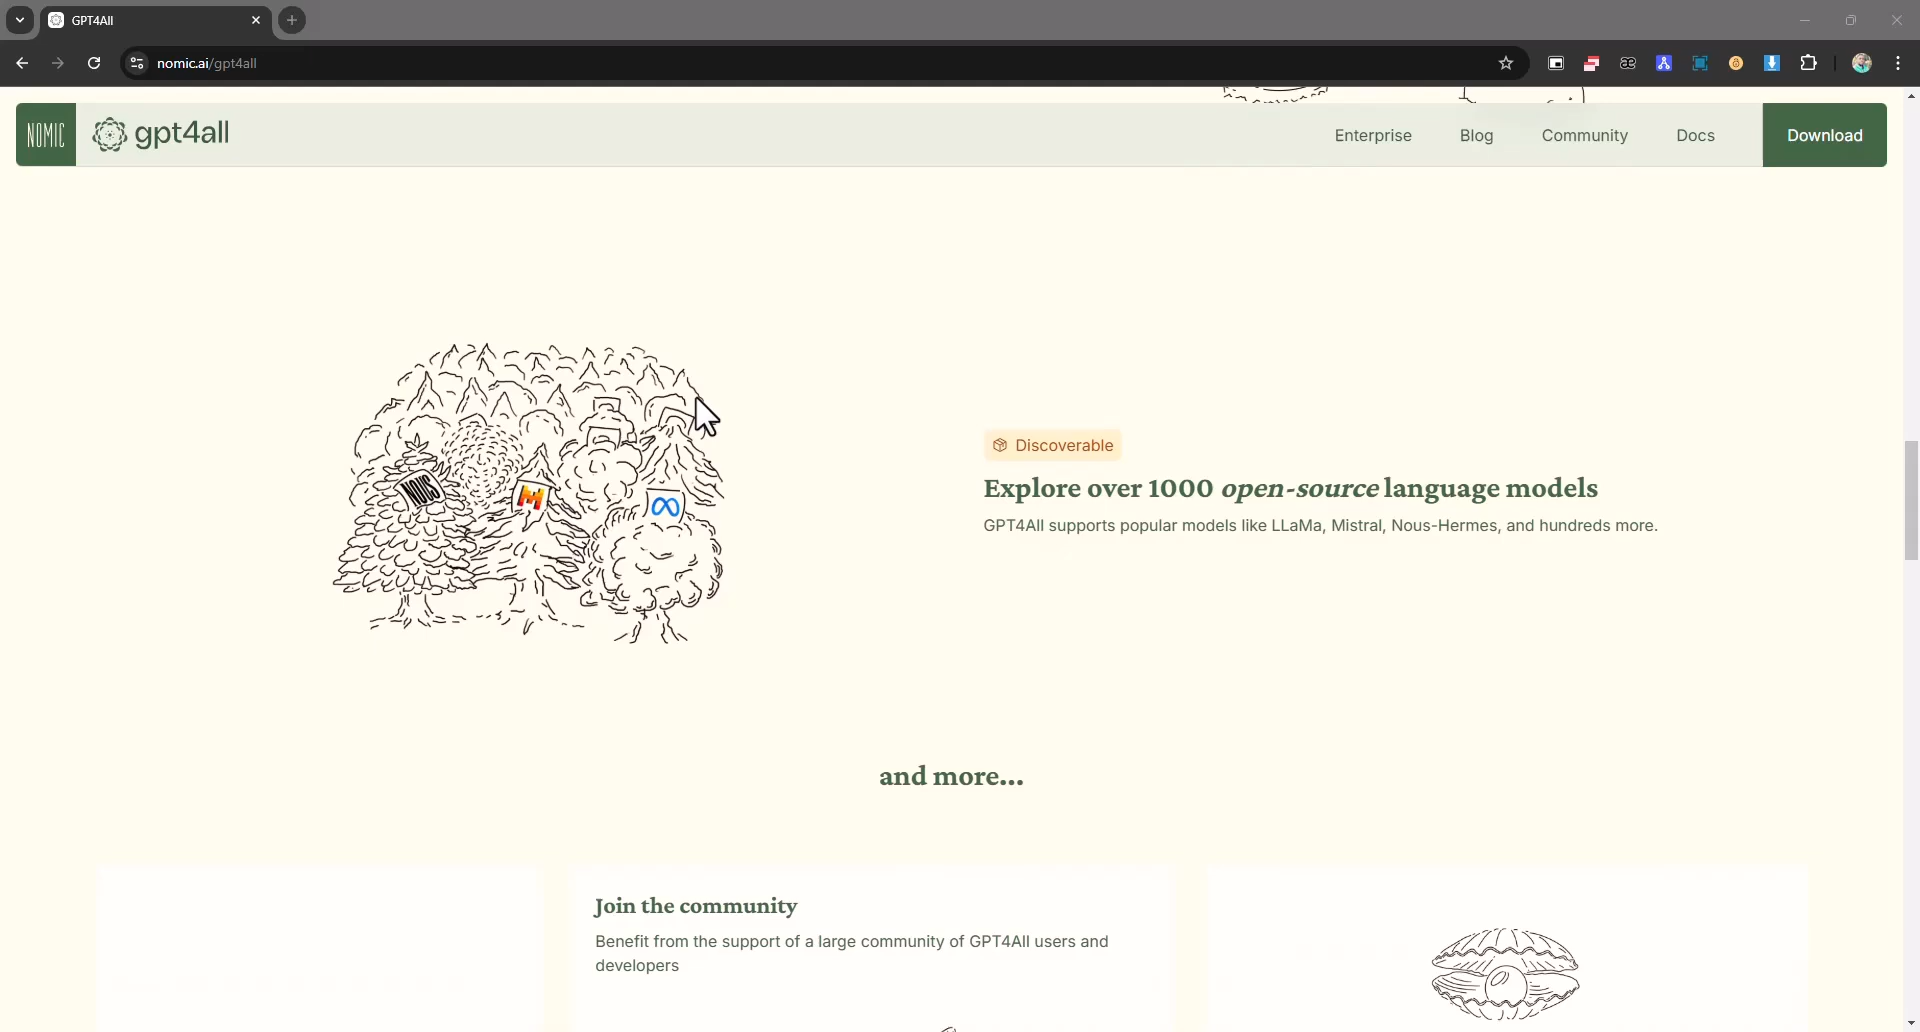 GPT4All
nomic.ai/gpt4all
NOMIC
gpt4all
Enterprise
Blog
Community
Docs
Download
NOUS
Discoverable
Explore over 1000 open-source language models
GPT4All supports popular models like LLaMa, Mistral, Nous-Hermes, and hundreds more.
and more...
Join the community
Benefit from the support of a large community of GPT4All users and
developers